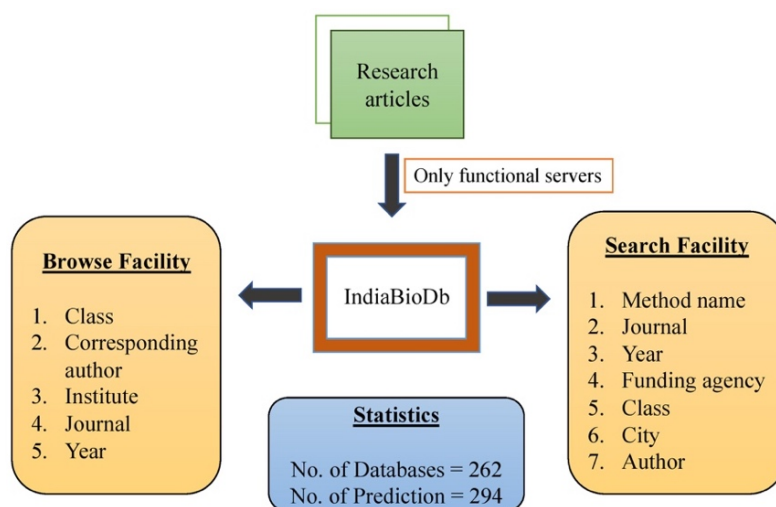 Research
articles
Only functional servers
Browse Facility
1. Class
2. Corresponding
author
3. Institute
4. Journal
5. Year
IndiaBioDb
Search Facility
1. Method name
2. Journal
3. Year
4. Funding agency
5. Class
6. City
7. Author
Statistics
No. of Databases = 262
No. of Prediction = 294